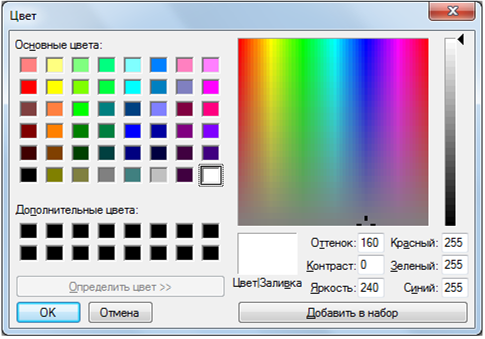 Цвет
Основные цвета:
Дополнительные цвета:
Определить цвет >>
OK
Отмена
Цвет|Заливка
Оттенок: 160
Контраст: 0
Яркость: 240
Красный: 255
Зеленый: 255
Синий: 255
Добавить в набор